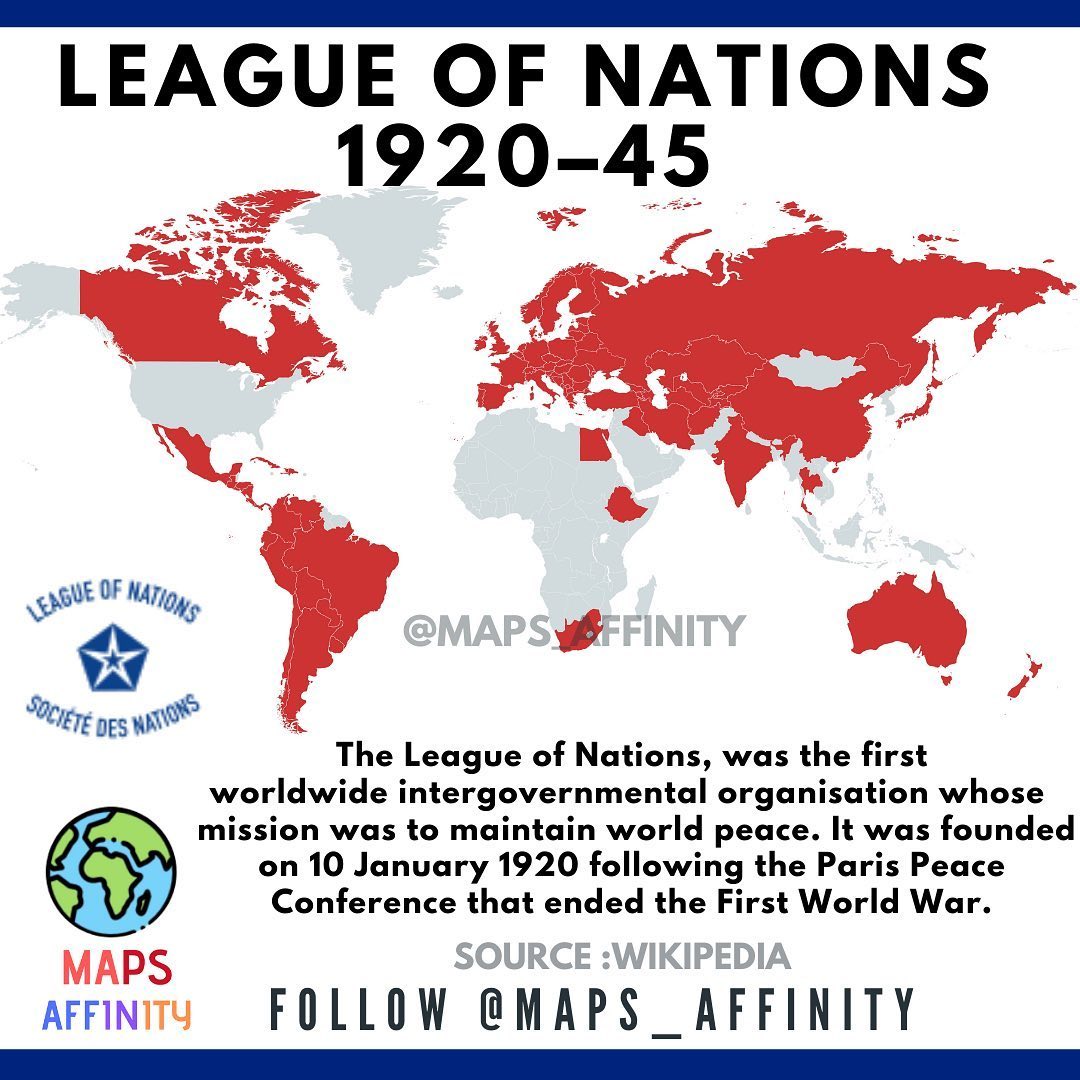 LEAGUE OF NATIONS
1920–45
@MAPS_AFFINITY
LEAGUE OF NATIONS
SOCIÉTÉ DES NATIONS
The League of Nations, was the first
worldwide intergovernmental organisation whose
mission was to maintain world peace. It was founded
on 10 January 1920 following the Paris Peace
Conference that ended the First World War.
MAPS
AFFINITY
SOURCE :WIKIPEDIA
FOLLOW @MAPS_AFFINITY